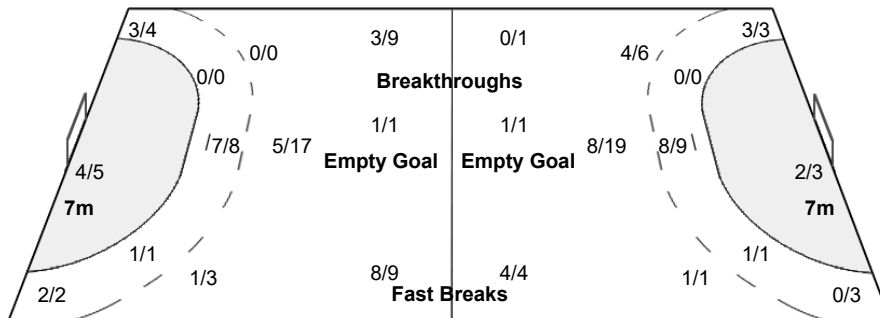 3/4 3/9 0/1 3/3
0/0 4/6
0/0 Breakthroughs 0/0
1/1 1/1
7/8 5/17 8/19 8/9
Empty Goal Empty Goal
4/5 2/3
7m 7m
1/1 1/1
1/3 8/9 4/4 1/1
2/2 Fast Breaks 0/3